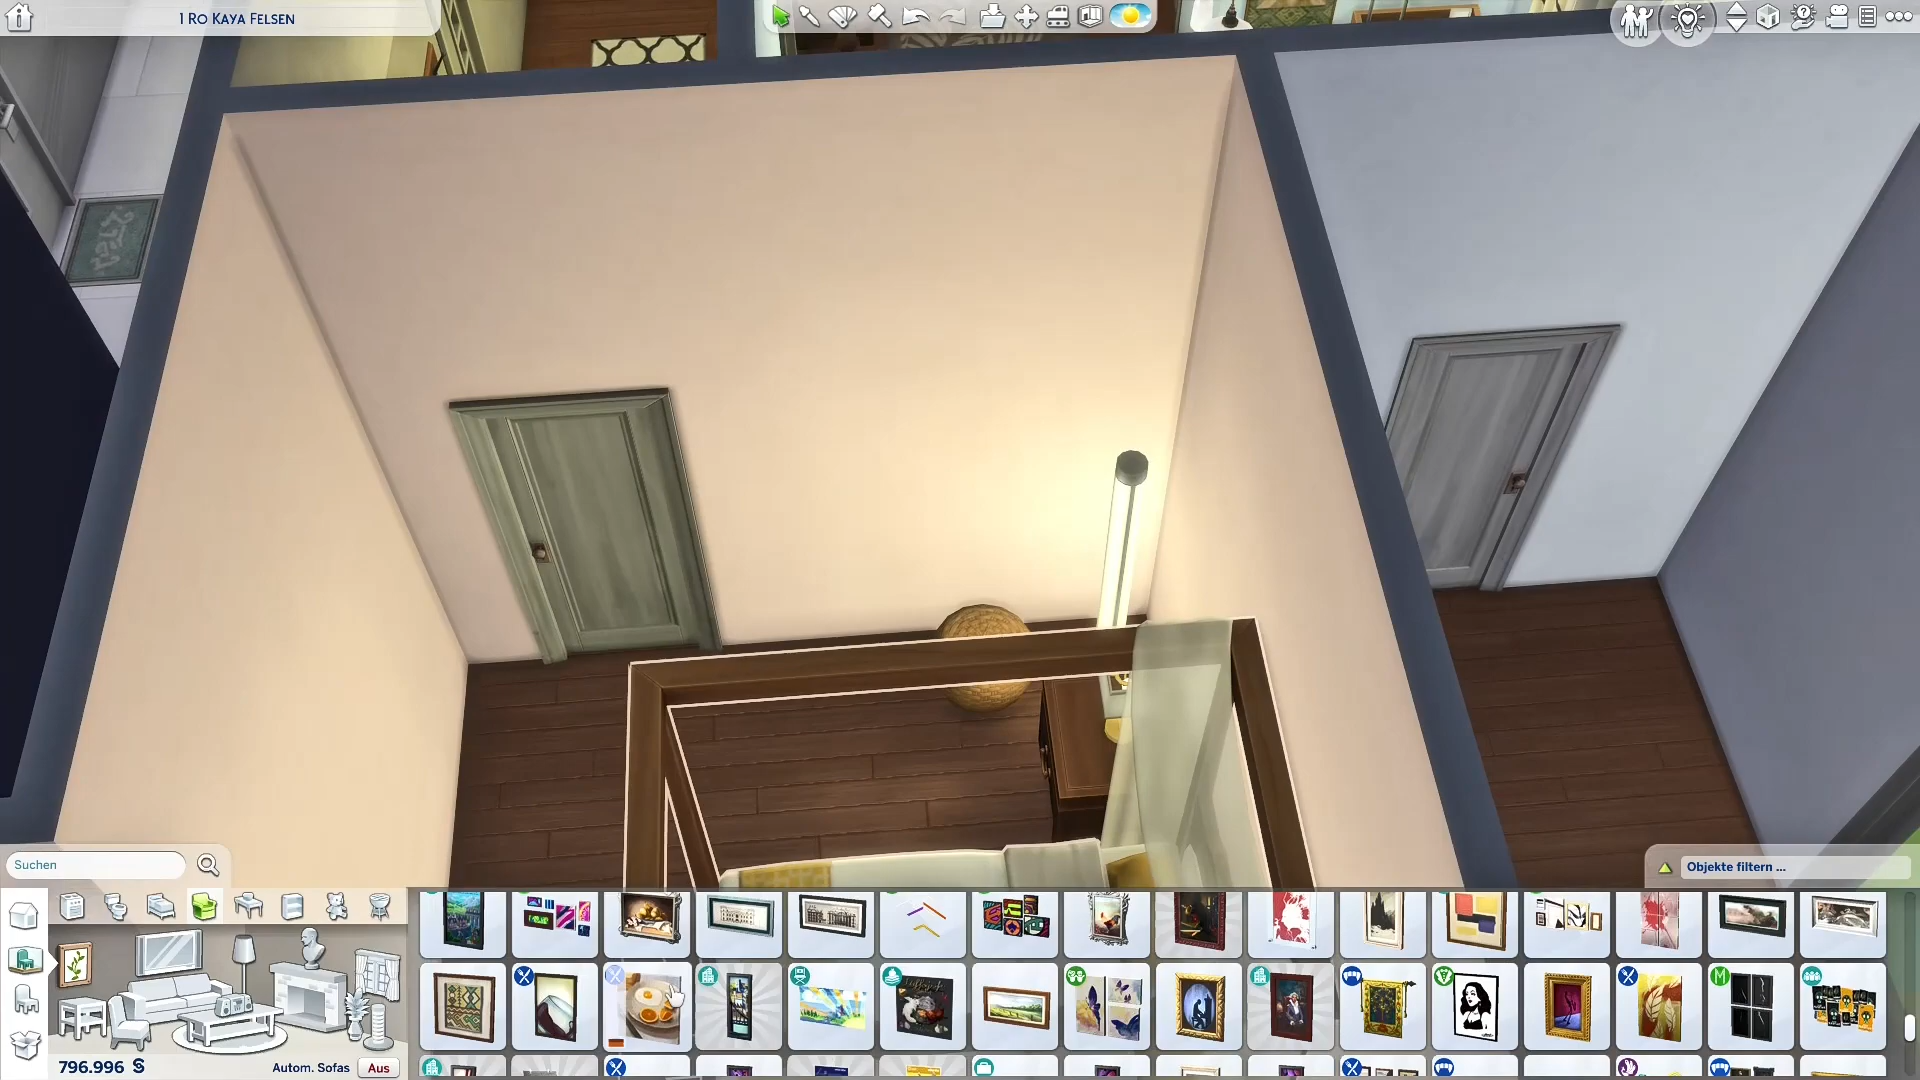 1 Ro Kaya Felsen
Suchen
Objekte filtern ...
796.996 $
Autom. Sofas
Aus